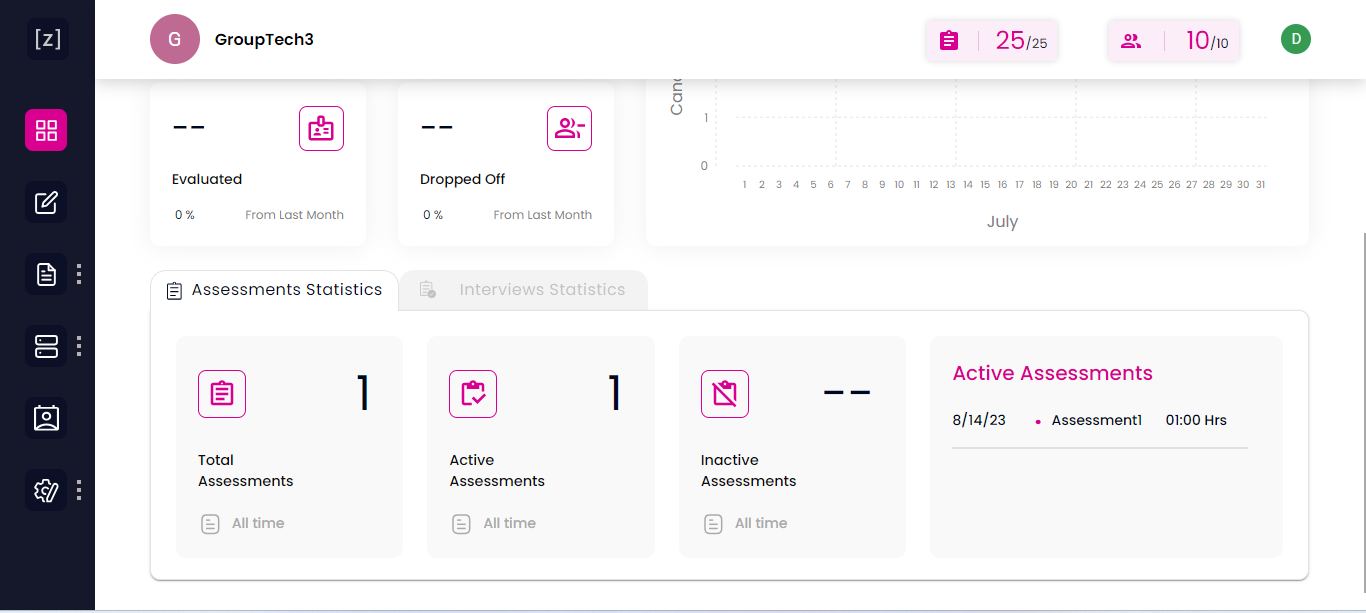 [z]
G GroupTech3 25/25 10/10 D
-- --
Evaluated Dropped Off
0 % From Last Month 0 % From Last Month
1
0
1 2 3 4 5 6 7 8 9 10 11 12 13 14 15 16 17 18 19 20 21 22 23 24 25 26 27 28 29 30 31
July
Assessments Statistics Interviews Statistics
1 1 --
Total
Assessments
Active
Assessments
Inactive
Assessments
All time All time All time
Active Assessments
8/14/23 • Assessment1 01:00 Hrs